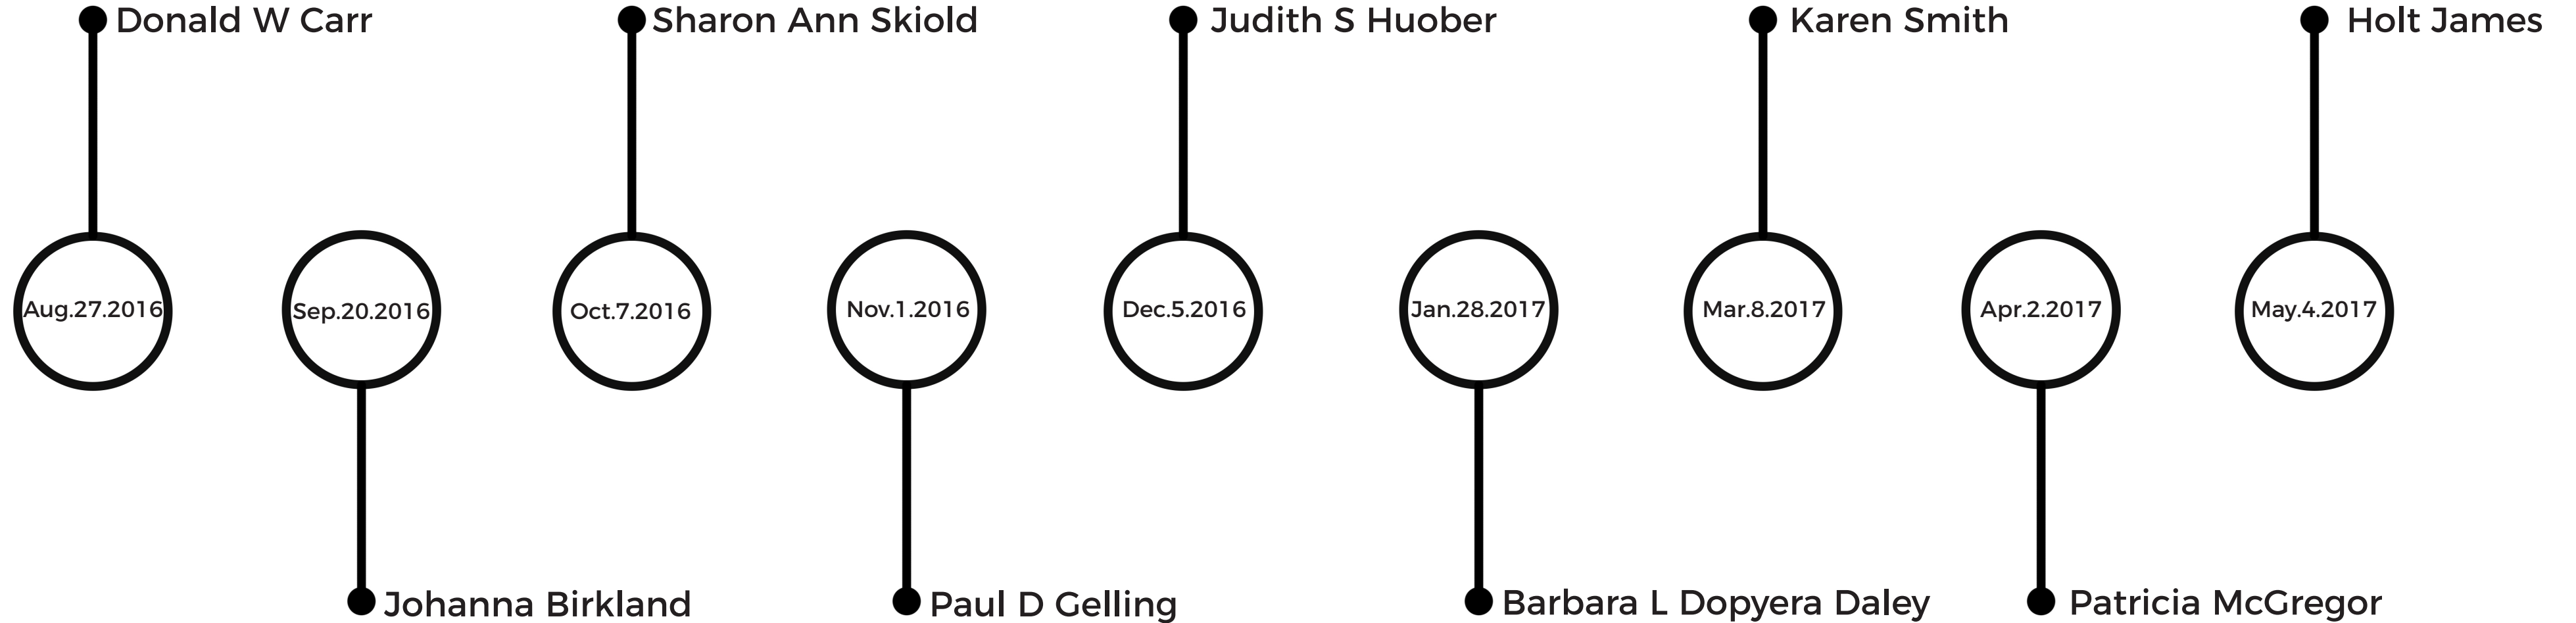 Donald W Carr
Sharon Ann Skiold
Judith S Huober
Karen Smith
Holt James
Aug.27.2016
Sep.20.2016
Oct.7.2016
Nov.1.2016
Dec.5.2016
Jan.28.2017
Mar.8.2017
Apr.2.2017
May.4.2017
Johanna Birkland
Paul D Gelling
Barbara L Dopyera Daley
Patricia McGregor